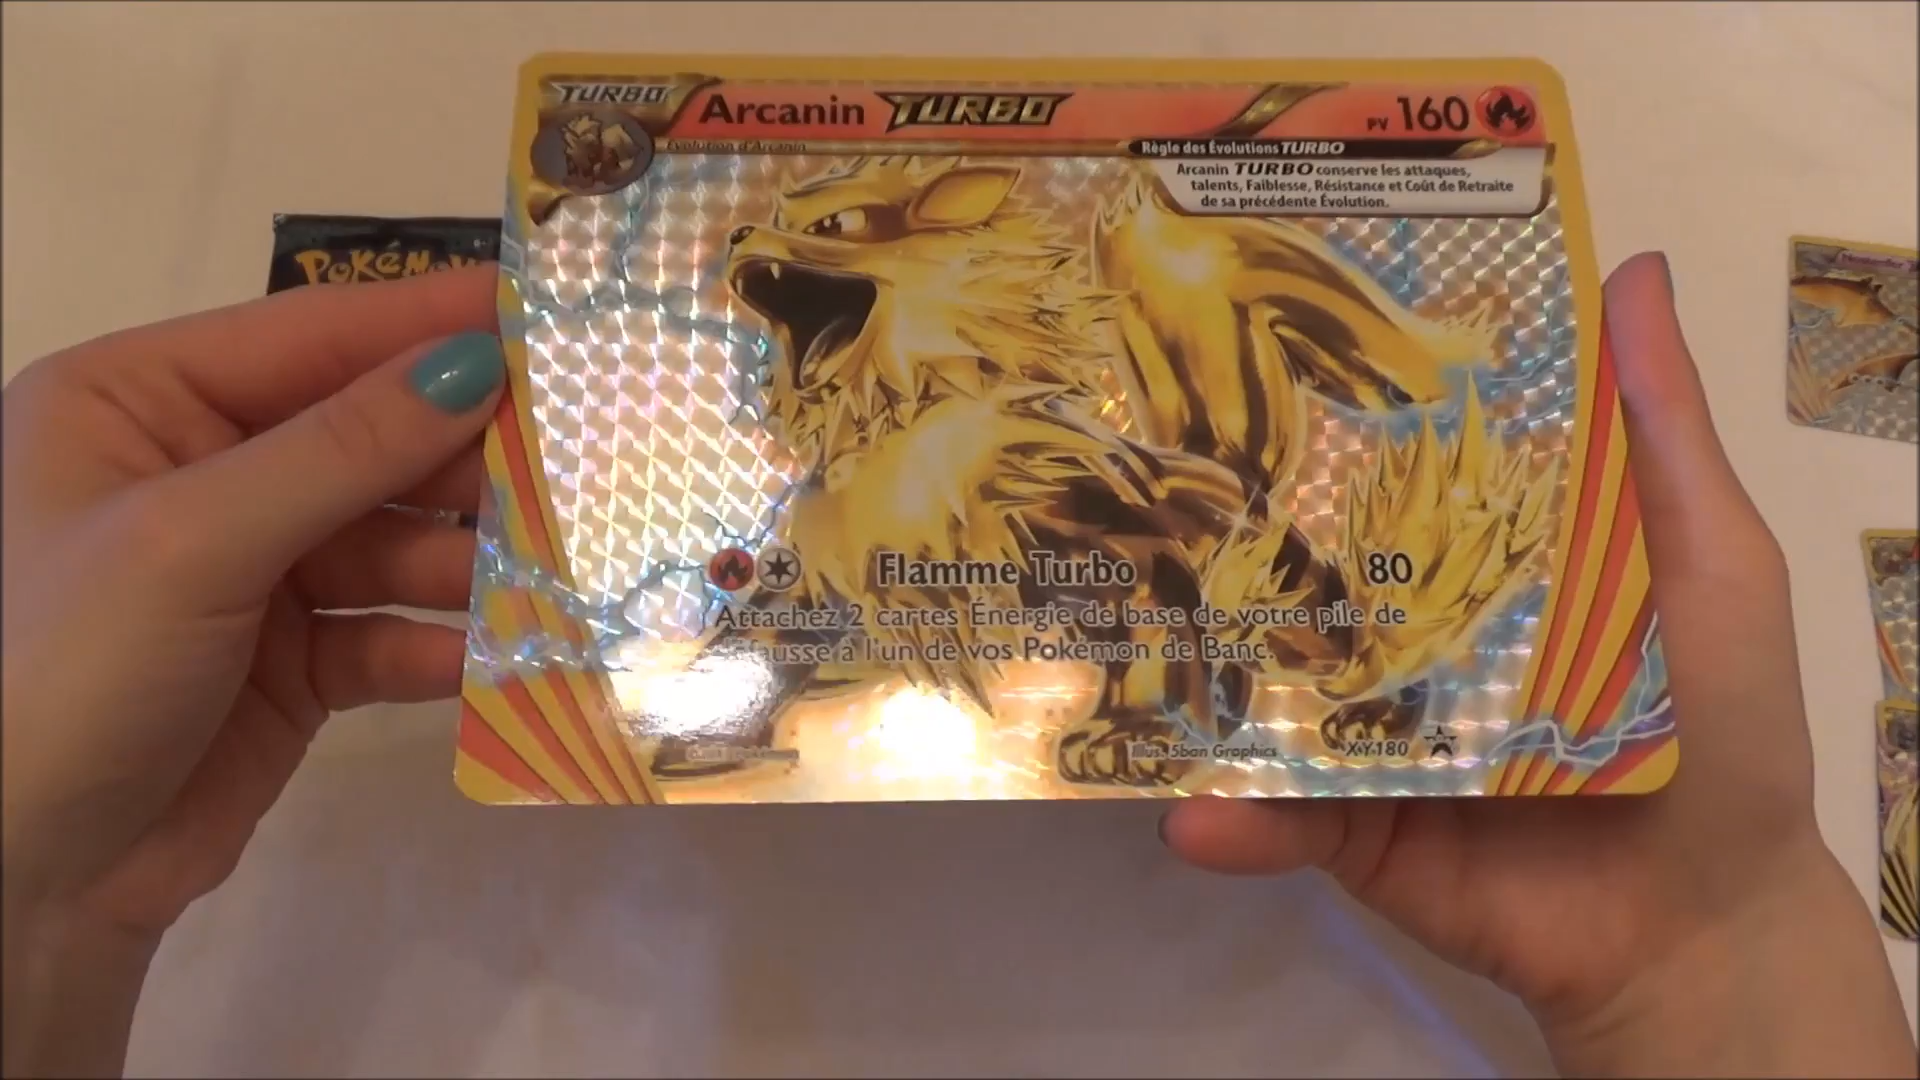 TURBO
Arcanin TURBO
PV 160
Évolution d'Arcanin
Règle des Évolutions TURBO
Arcanin TURBO conserve les attaques,
talents, Faiblesse, Résistance et Coût de Retraite
de sa précédente Évolution.
POKÉMON
Flamme Turbo 80
Attachez 2 cartes Énergie de base de votre pile de
à l'un de vos Pokémon de Banc.
Illus. 5ban Graphics
XY180